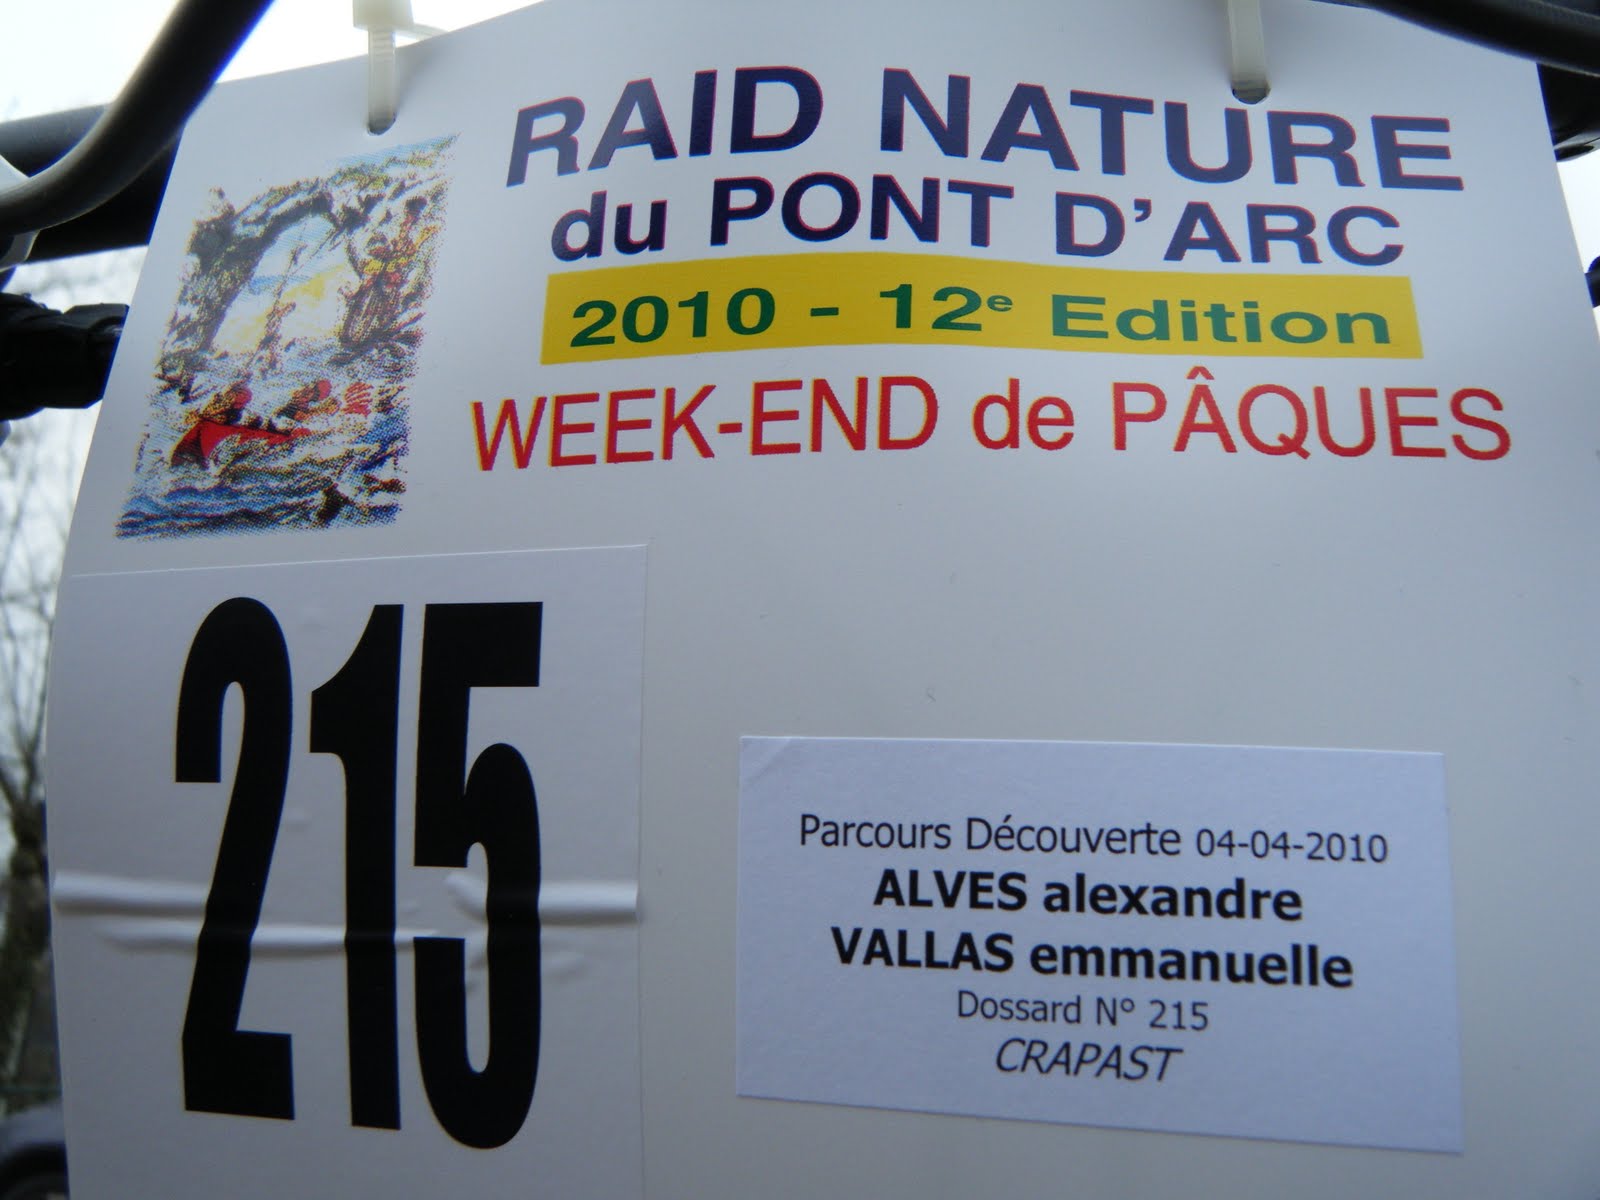 RAID NATURE
du PONT D'ARC
2010 - 12e Edition
WEEK-END de PÂQUES
215
Parcours Découverte 04-04-2010
ALVES alexandre
VALLAS emmanuelle
Dossard N° 215
CRAPAST